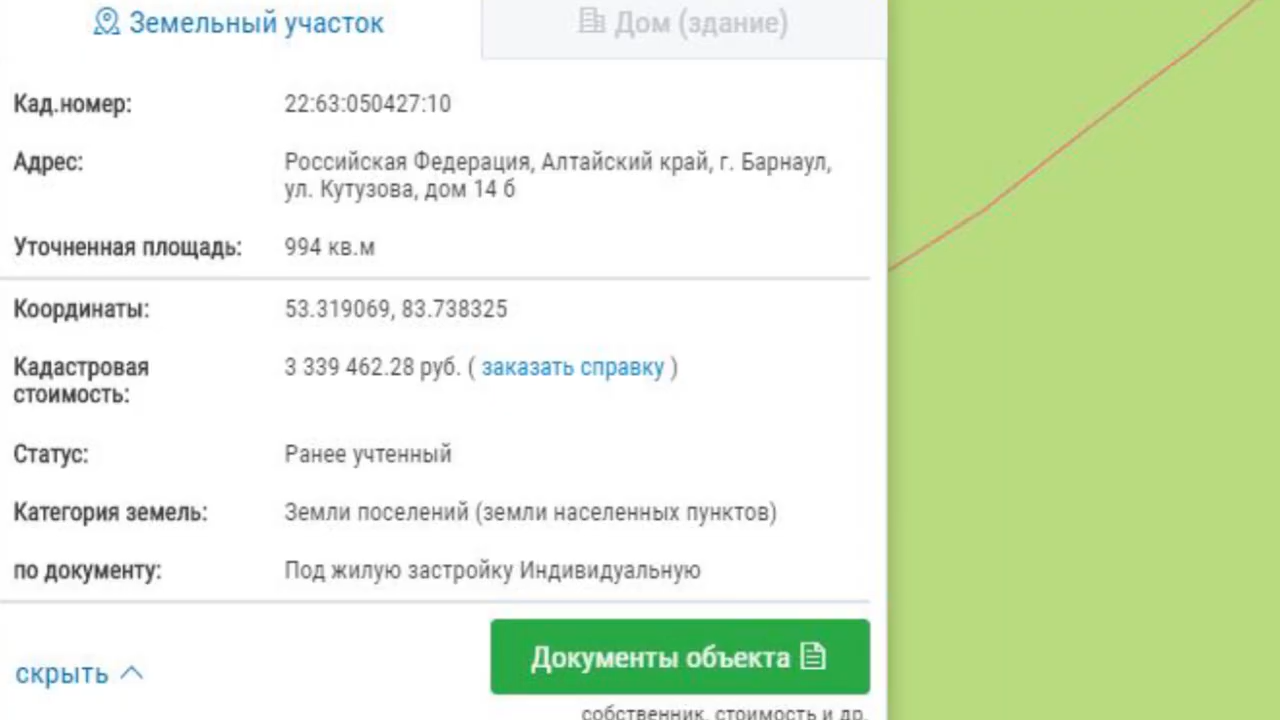 Земельный участок
Дом (здание)
Кад.номер: 22:63:050427:10
Адрес: Российская Федерация, Алтайский край, г. Барнаул,
ул. Кутузова, дом 14 б
Уточненная площадь: 994 кв.м
Координаты: 53.319069, 83.738325
Кадастровая 3 339 462.28 руб. ( заказать справку )
стоимость:
Статус: Ранее учтенный
Категория земель: Земли поселений (земли населенных пунктов)
по документу: Под жилую застройку Индивидуальную
скрыть
Документы объекта
собственник, стоимость и др.